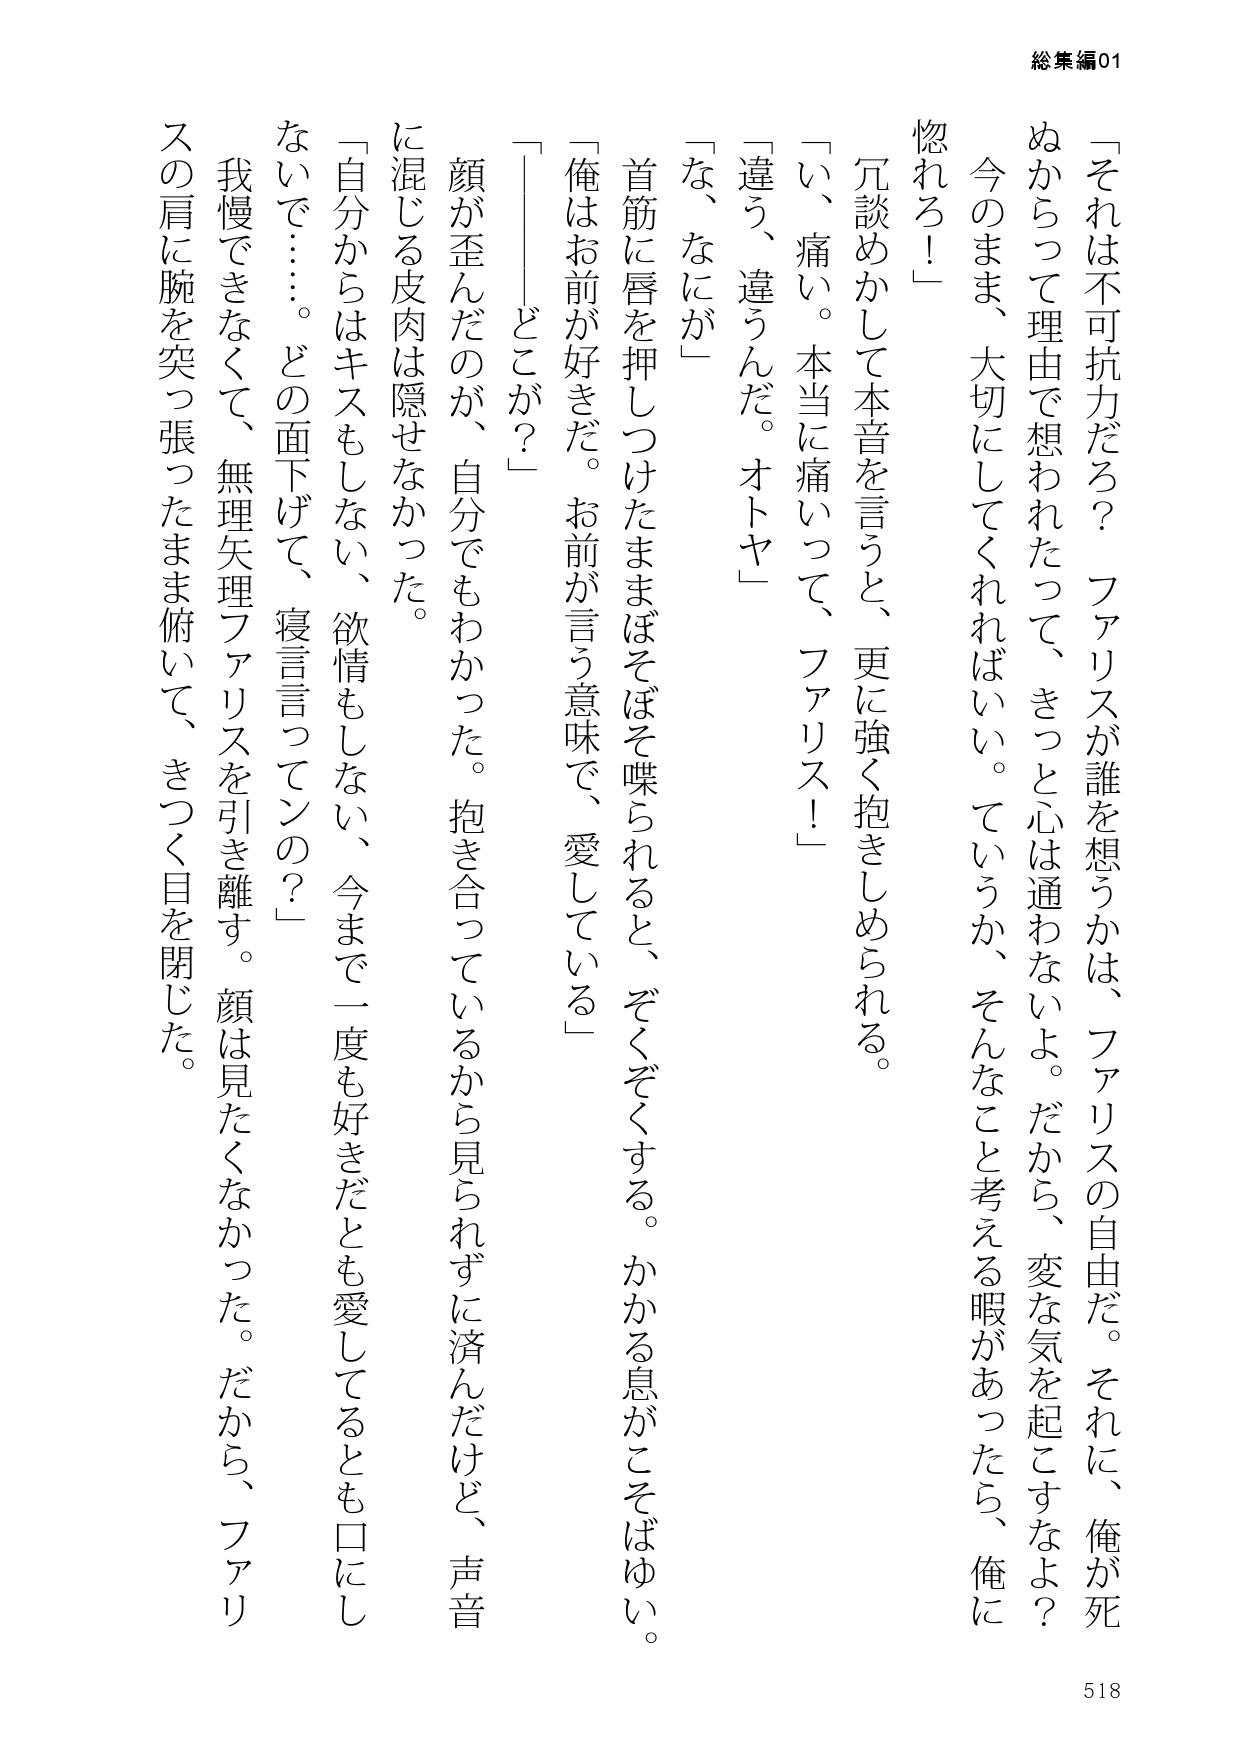 総集編01
「それは不可抗力だろ？　ファリスが誰を想うかは、ファリスの自由だ。それに、俺が死
ぬからって理由で想われたって、きっと心は通わないよ。だから、変な気を起こすなよ？
今のまま、大切にしてくれればいい。ていうか、そんなこと考える暇があったら、俺に
惚れろ！」
　冗談めかして本音を言うと、更に強く抱きしめられる。
「い、痛い。本当に痛いって、ファリス！」
「違う、違うんだ。オトヤ」
「な、なにが」
　首筋に唇を押しつけたままぼそぼそ喋られると、ぞくぞくする。かかる息がこそばゆい。
「俺はお前が好きだ。お前が言う意味で、愛している」
「――――どこが？」
　顔が歪んだのが、自分でもわかった。抱き合っているから見られずに済んだけど、声音
に混じる皮肉は隠せなかった。
「自分からはキスもしない、欲情もしない、今まで一度も好きだとも愛してるとも口にし
ないで……。どの面下げて、寝言言ってンの？」
　我慢できなくて、無理矢理ファリスを引き離す。顔は見たくなかった。だから、ファリ
スの肩に腕を突っ張ったまま俯いて、きつく目を閉じた。
518